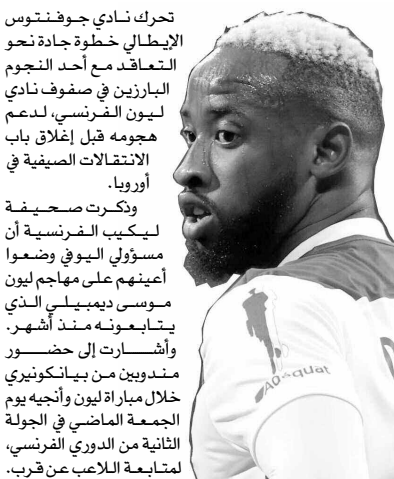 تحرك نادي جوفنتوس
الإيطالي خطوة جادة نحو
التعاقد مع أحد النجوم
البارزين في صفوف نادي
ليون الفرنسي، لدعم
هجومه قبل إغلاق باب
الانتقالات الصيفية في
أوروبا.
وذكرت صحيفة
ليكيب الفرنسية أن
مسؤولي اليوفي وضعوا
أعينهم على مهاجم ليون
موسى ديمبيلي الذي
يتابعونه منذ أشهر.
وأشارت إلى حضور
مندوبين من بيانكونيري
خلال مباراة ليون وأنجيه يوم
الجمعة الماضي في الجولة
الثانية من الدوري الفرنسي،
لمتابعة اللاعب عن قرب.